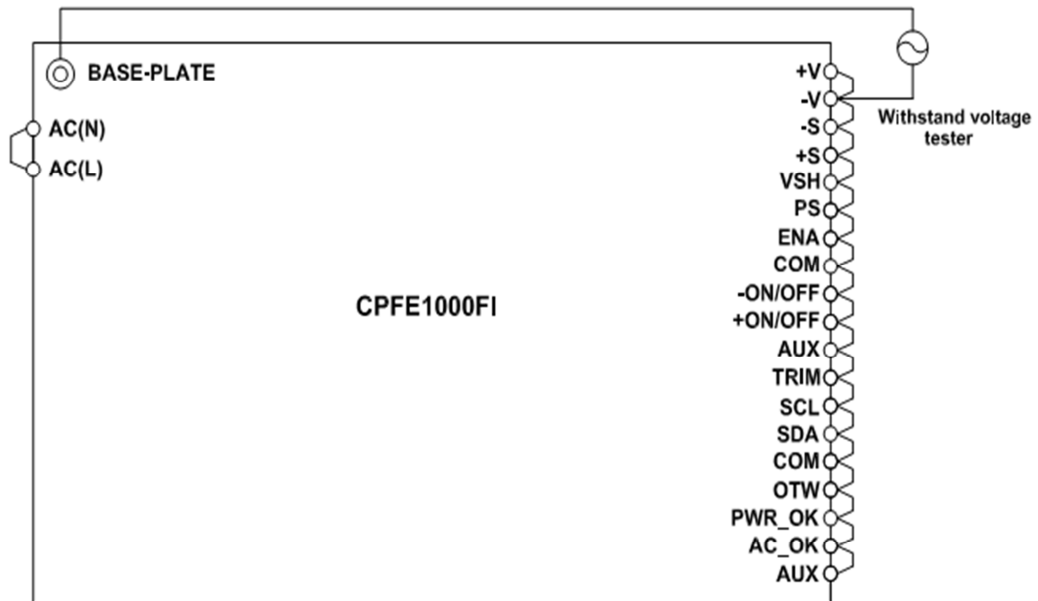 BASE-PLATE
AC(N)
AC(L)
CPFE1000FI
+V
-V
-S
+S
VSH
PS
ENA
COM
-ON/OFF
+ON/OFF
AUX
TRIM
SCL
SDA
COM
OTW
PWR_OK
AC_OK
AUX
Withstand voltage
tester